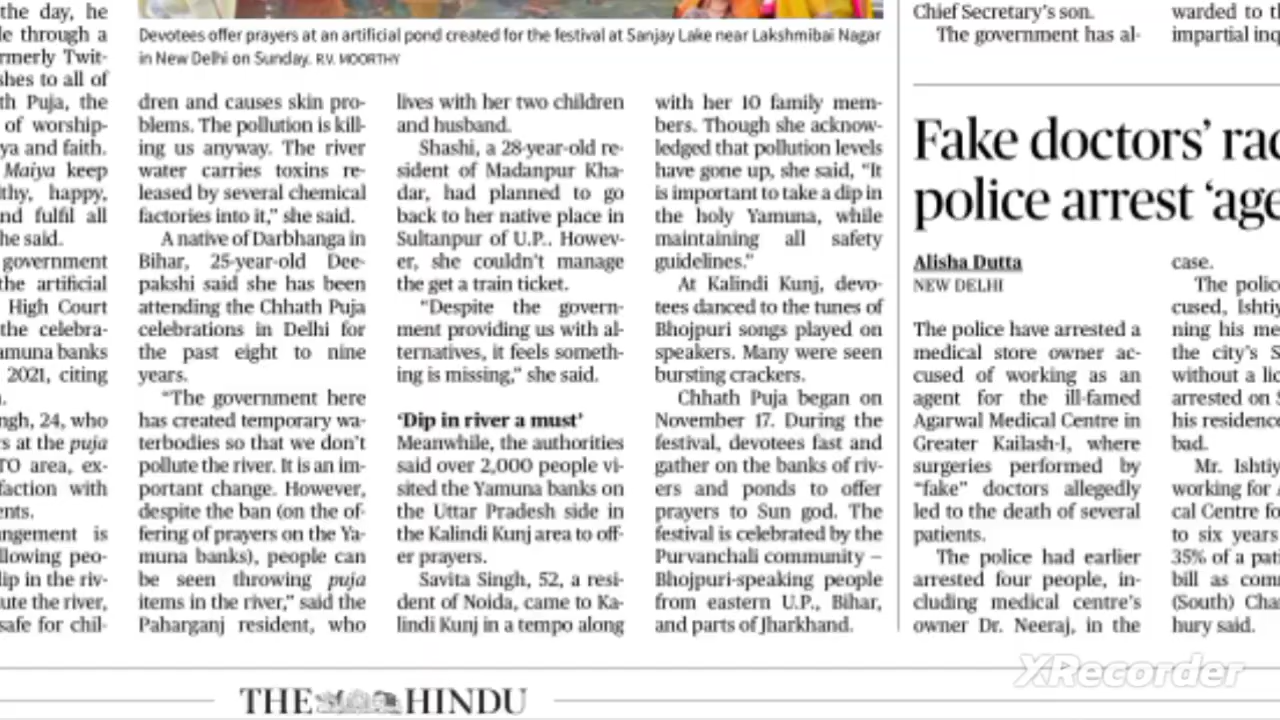 the day, he
le through a
rmerly Twit-
shes to all of
th Puja, the
of worship-
ya and faith.
Maiya keep
lthy, happy,
nd fulfil all
he said.
government
the artificial
High Court
the celebra-
amuna banks
2021, citing
ngh, 24, who
rs at the puja
TO area, ex-
faction with
ents.
ngement is
llowing peo-
dip in the riv-
ute the river,
safe for chil-
Devotees offer prayers at an artificial pond created for the festival at Sanjay Lake near Lakshmibai Nagar
in New Delhi on Sunday. R.V. MOORTHY
dren and causes skin pro-
blems. The pollution is kill-
ing us anyway. The river
water carries toxins re-
leased by several chemical
factories into it,” she said.
A native of Darbhanga in
Bihar, 25-year-old Dee-
pakshi said she has been
attending the Chhath Puja
celebrations in Delhi for
the past eight to nine
years.
“The government here
has created temporary wa-
terbodies so that we don’t
pollute the river. It is an im-
portant change. However,
despite the ban (on the of-
fering of prayers on the Ya-
muna banks), people can
be seen throwing puja
items in the river,” said the
Paharganj resident, who
lives with her two children
and husband.
Shashi, a 28-year-old re-
sident of Madanpur Kha-
dar, had planned to go
back to her native place in
Sultanpur of U.P.. Howev-
er, she couldn’t manage
the get a train ticket.
“Despite the govern-
ment providing us with al-
ternatives, it feels someth-
ing is missing,” she said.
‘Dip in river a must’
Meanwhile, the authorities
said over 2,000 people vi-
sited the Yamuna banks on
the Uttar Pradesh side in
the Kalindi Kunj area to off-
er prayers.
Savita Singh, 52, a resi-
dent of Noida, came to Ka-
lindi Kunj in a tempo along
with her 10 family mem-
bers. Though she acknow-
ledged that pollution levels
have gone up, she said, “It
is important to take a dip in
the holy Yamuna, while
maintaining all safety
guidelines.”
At Kalindi Kunj, devo-
tees danced to the tunes of
Bhojpuri songs played on
speakers. Many were seen
bursting crackers.
Chhath Puja began on
November 17. During the
festival, devotees fast and
gather on the banks of riv-
ers and ponds to offer
prayers to Sun god. The
festival is celebrated by the
Purvanchali community –
Bhojpuri-speaking people
from eastern U.P., Bihar,
and parts of Jharkhand.
Chief Secretary’s son.
The government has al-
warded to th
impartial inq
Fake doctors’ rac
police arrest ‘age
Alisha Dutta
NEW DELHI
The police have arrested a
medical store owner ac-
cused of working as an
agent for the ill-famed
Agarwal Medical Centre in
Greater Kailash-I, where
surgeries performed by
“fake” doctors allegedly
led to the death of several
patients.
The police had earlier
arrested four people, in-
cluding medical centre’s
owner Dr. Neeraj, in the
case.
The police
cused, Ishtiy
ning his me
the city’s S
without a lic
arrested on S
his residence
bad.
Mr. Ishtiy
working for A
cal Centre fo
to six years
35% of a pati
bill as com
(South) Cha
hury said.
XRecorder
THE HINDU